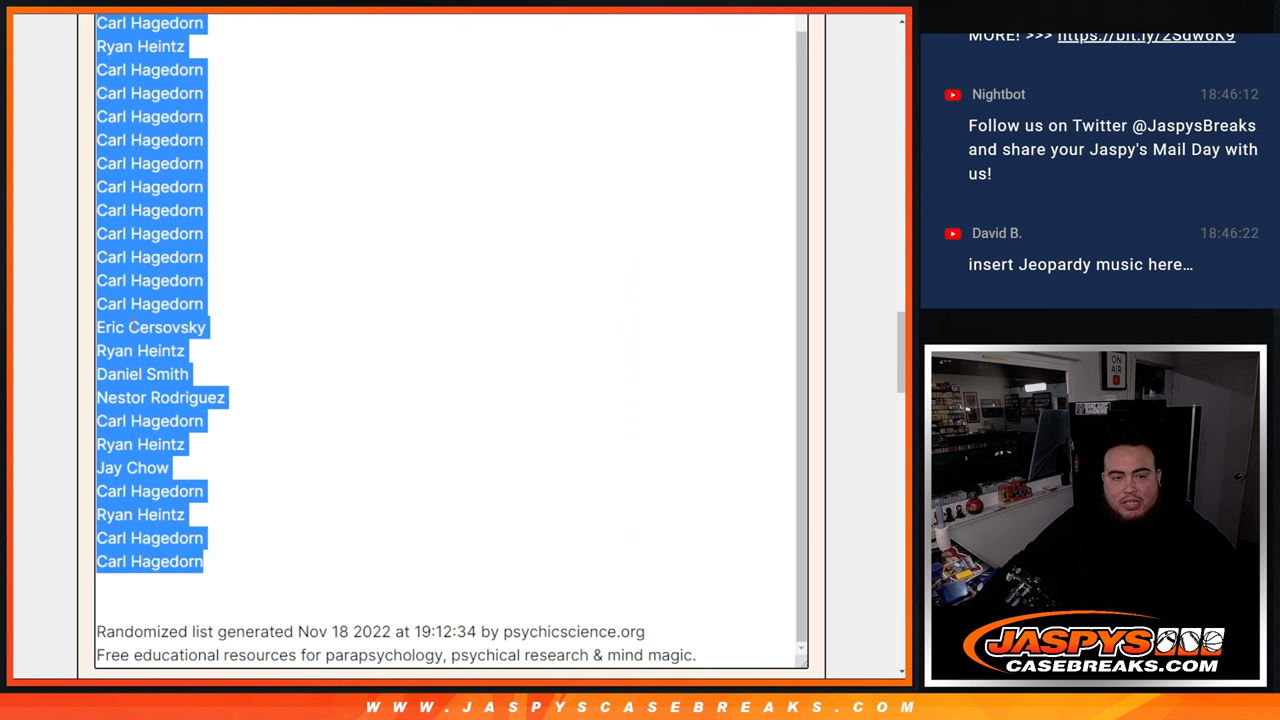 Carl Hagedorn
Ryan Heintz
Carl Hagedorn
Carl Hagedorn
Carl Hagedorn
Carl Hagedorn
Carl Hagedorn
Carl Hagedorn
Carl Hagedorn
Carl Hagedorn
Carl Hagedorn
Carl Hagedorn
Carl Hagedorn
Eric Cersovsky
Ryan Heintz
Daniel Smith
Nestor Rodriguez
Carl Hagedorn
Ryan Heintz
Jay Chow
Carl Hagedorn
Ryan Heintz
Carl Hagedorn
Carl Hagedorn
Randomized list generated Nov 18 2022 at 19:12:34 by psychicscience.org
Free educational resources for parapsychology, psychical research & mind magic.
MORE! >>> https://bit.ly/2Sdw6K9
Nightbot 18:46:12
Follow us on Twitter @JaspysBreaks
and share your Jaspy's Mail Day with
us!
David B. 18:46:22
insert Jeopardy music here…
ON
AIR
JASPYS
CASEBREAKS.COM
WWW.JASPYSCASEBREAKS.COM